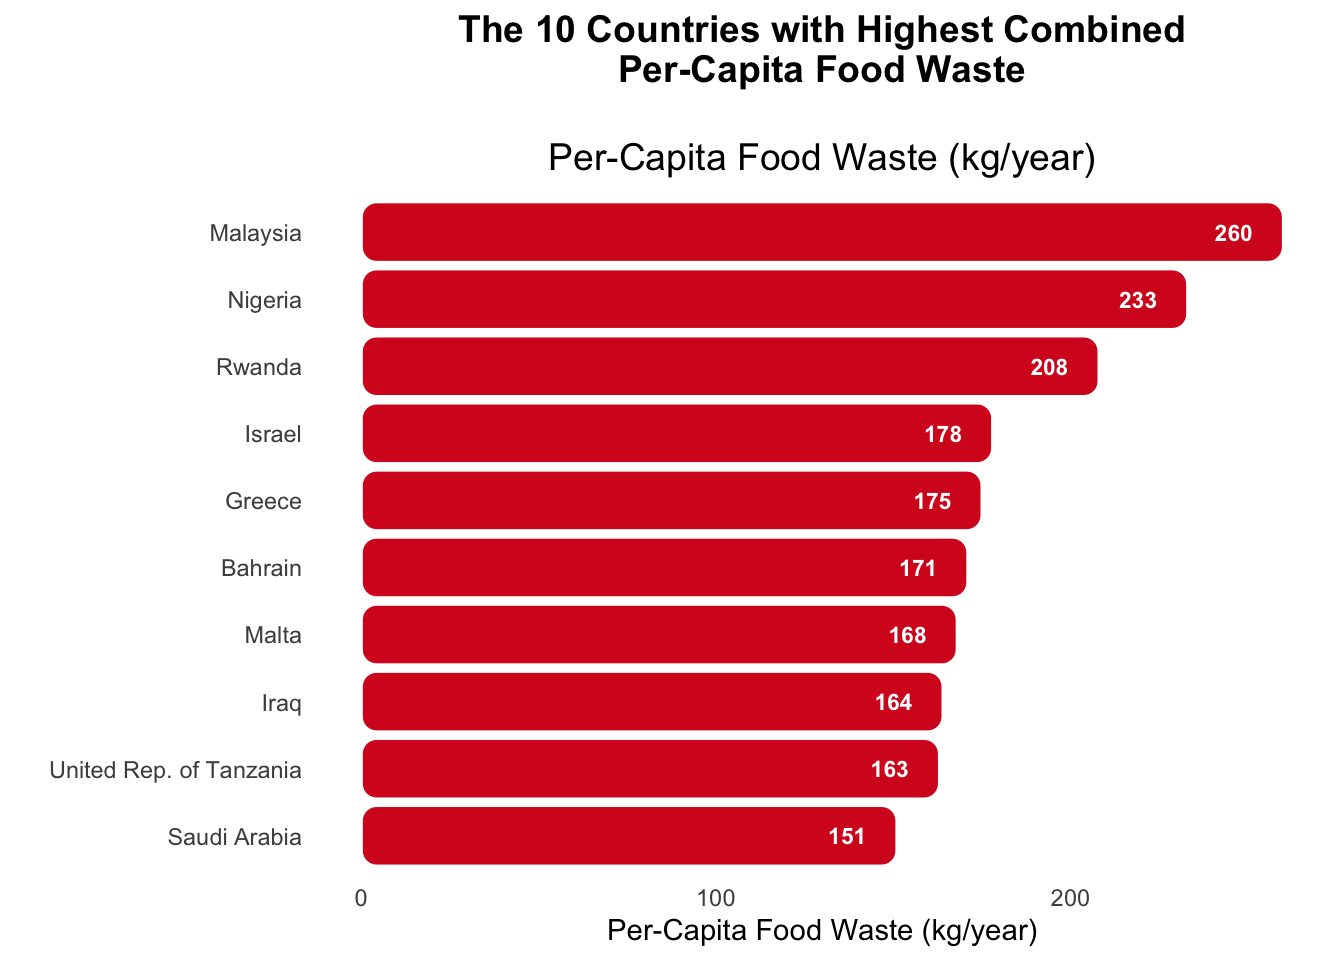 The 10 Countries with Highest Combined
Per-Capita Food Waste
Per-Capita Food Waste (kg/year)
Malaysia 260
Nigeria 233
Rwanda 208
Israel 178
Greece 175
Bahrain 171
Malta 168
Iraq 164
United Rep. of Tanzania 163
Saudi Arabia 151
0 100 200
Per-Capita Food Waste (kg/year)